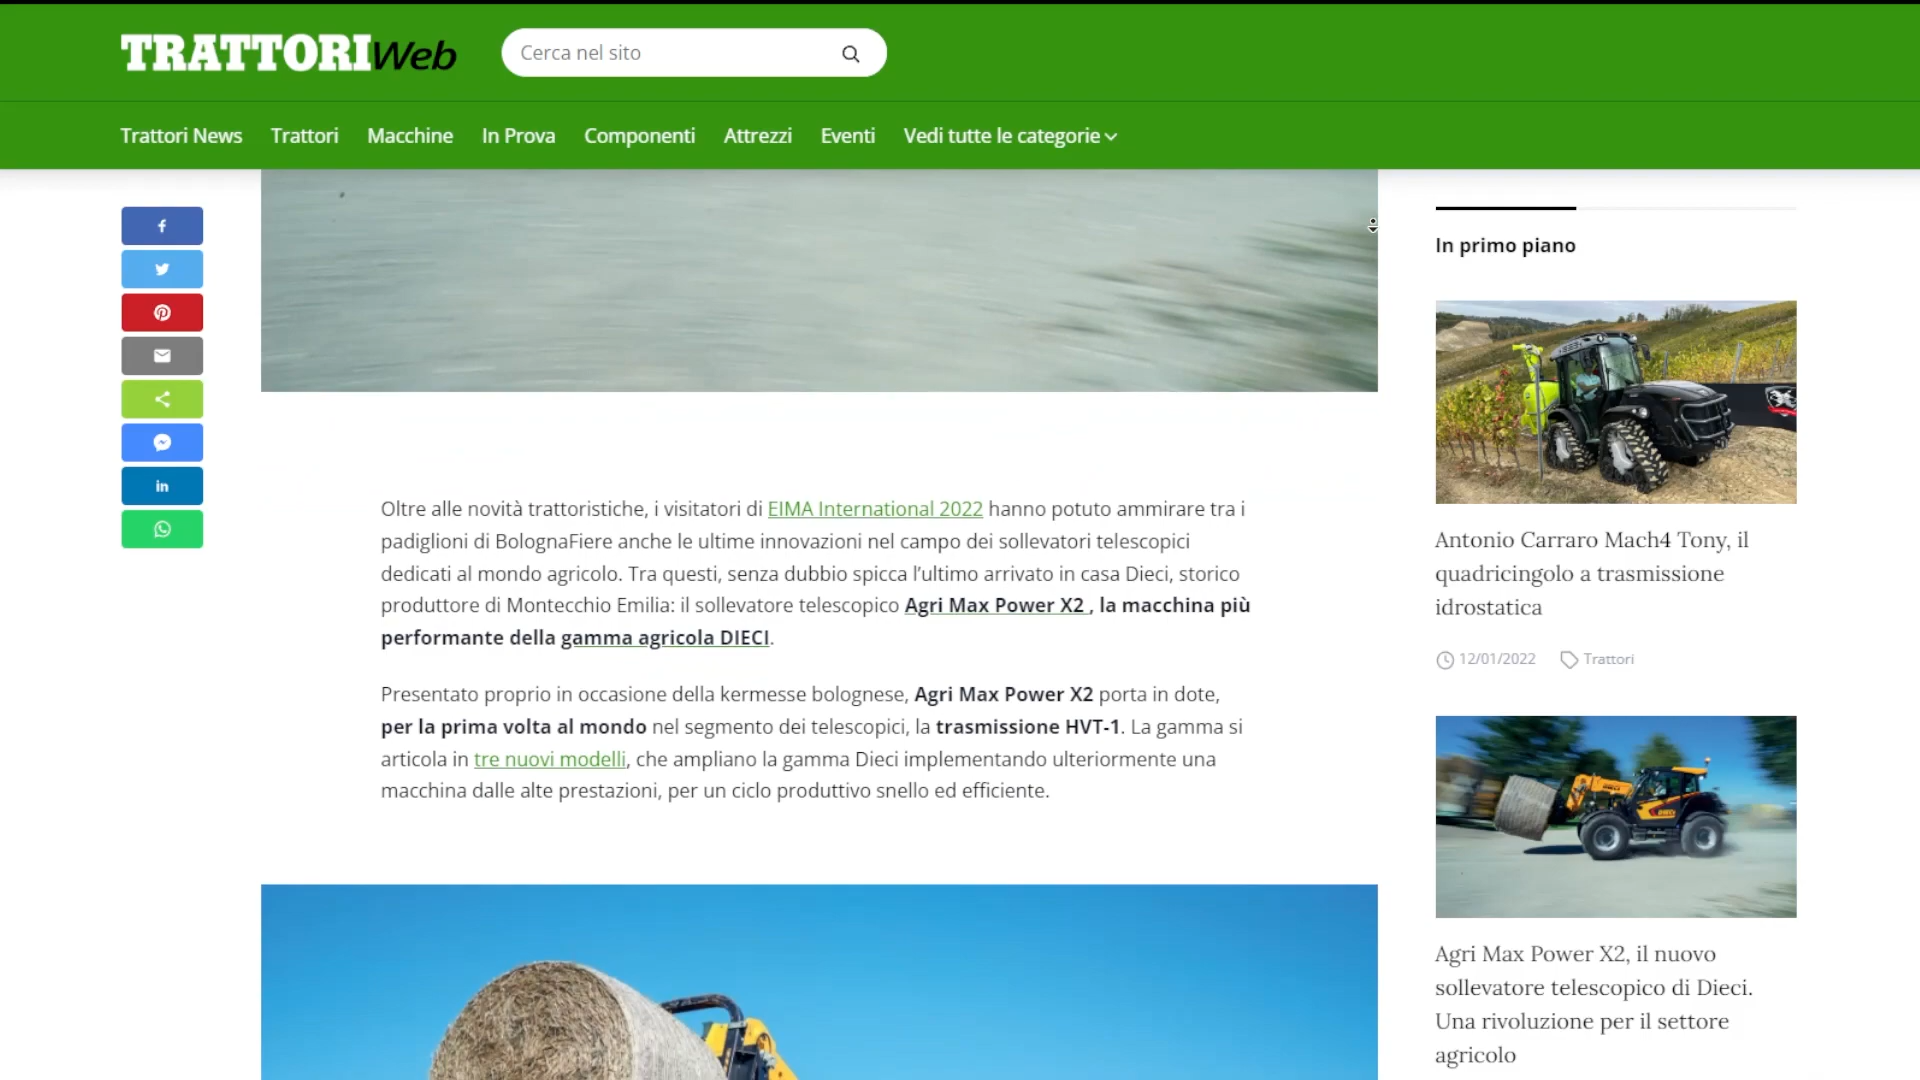 TRATTORIWeb
Cerca nel sito
Trattori News
Trattori
Macchine
In Prova
Componenti
Attrezzi
Eventi
Vedi tutte le categorie
Oltre alle novità trattoristiche, i visitatori di EIMA International 2022 hanno potuto ammirare tra i
padiglioni di BolognaFiere anche le ultime innovazioni nel campo dei sollevatori telescopici
dedicati al mondo agricolo. Tra questi, senza dubbio spicca l’ultimo arrivato in casa Dieci, storico
produttore di Montecchio Emilia: il sollevatore telescopico Agri Max Power X2 , la macchina più
performante della gamma agricola DIECI.
Presentato proprio in occasione della kermesse bolognese, Agri Max Power X2 porta in dote,
per la prima volta al mondo nel segmento dei telescopici, la trasmissione HVT-1. La gamma si
articola in tre nuovi modelli, che ampliano la gamma Dieci implementando ulteriormente una
macchina dalle alte prestazioni, per un ciclo produttivo snello ed efficiente.
In primo piano
Antonio Carraro Mach4 Tony, il
quadricingolo a trasmissione
idrostatica
12/01/2022
Trattori
Agri Max Power X2, il nuovo
sollevatore telescopico di Dieci.
Una rivoluzione per il settore
agricolo